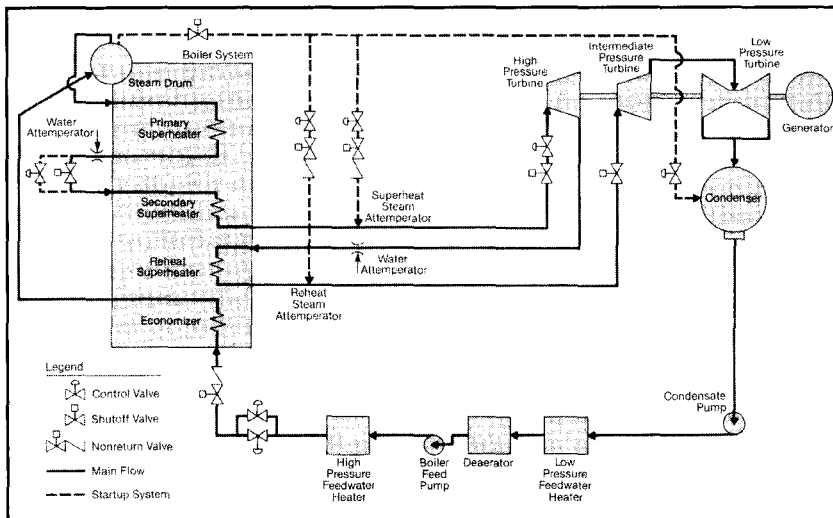 Boiler System
Steam Drum
Primary
Superheater
Water
Attemperator
Secondary
Superheater
Superheat
Steam
Attemperator
Reheat
Superheater
Water
Attemperator
Reheat
Steam
Attemperator
Economizer
High
Pressure
Turbine
Intermediate
Pressure
Turbine
Low
Pressure
Turbine
Generator
Condenser
Condensate
Pump
Low
Pressure
Feedwater
Heater
Deaerator
Boiler
Feed
Pump
High
Pressure
Feedwater
Heater
Legend
Control Valve
Shutoff Valve
Nonreturn Valve
Main Flow
Startup System